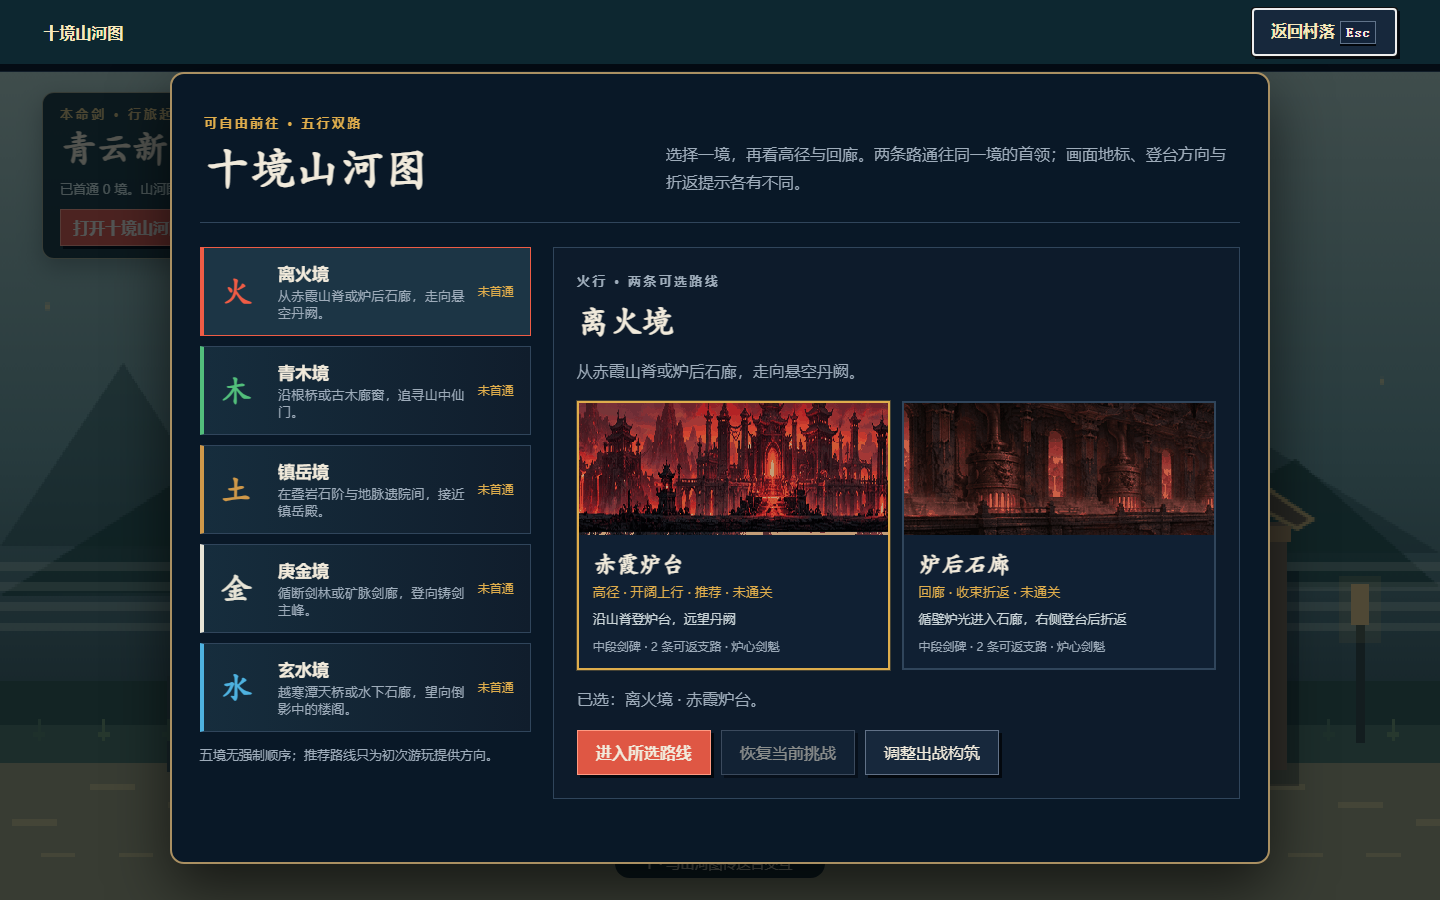 十境山河图
返回村落 Esc
本命剑 • 行旅起
青云新
已首通 0 境。山河图
打开十境山河
可自由前往 • 五行双路
十境山河图
选择一境，再看高径与回廊。两条路通往同一境的首领；画面地标、登台方向与
折返提示各有不同。
火
离火境
从赤霞山脊或炉后石廊，走向悬
空丹阙。
未首通
木
青木境
沿根桥或古木廊窗，追寻山中仙
门。
未首通
土
镇岳境
在叠岩石阶与地脉遗院间，接近
镇岳殿。
未首通
金
庚金境
循断剑林或矿脉剑廊，登向铸剑
主峰。
未首通
水
玄水境
越寒潭天桥或水下石廊，望向倒
影中的楼阁。
未首通
五境无强制顺序；推荐路线只为初次游玩提供方向。
火行 • 两条可选路线
离火境
从赤霞山脊或炉后石廊，走向悬空丹阙。
赤霞炉台
高径 · 开阔上行 · 推荐 · 未通关
沿山脊登炉台，远望丹阙
中段剑碑 · 2 条可返支路 · 炉心剑魁
炉后石廊
回廊 · 收束折返 · 未通关
循壁炉光进入石廊，右侧登台后折返
中段剑碑 · 2 条可返支路 · 炉心剑魁
已选：离火境 · 赤霞炉台。
进入所选路线
恢复当前挑战
调整出战构筑